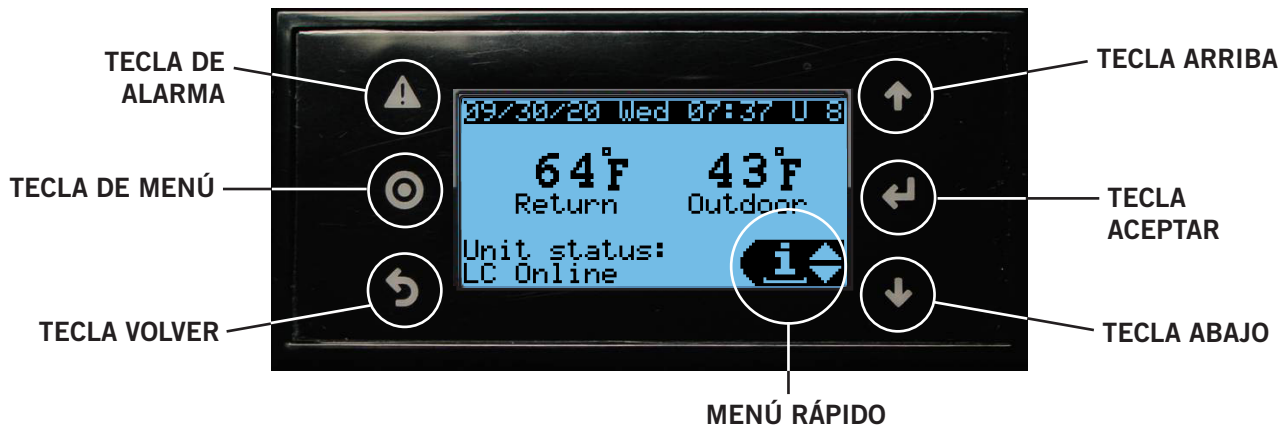 TECLA DE
ALARMA
TECLA DE MENÚ
TECLA VOLVER
09/30/20 Wed 07:37 U 8
64°F 43°F
Return Outdoor
Unit status:
LC Online
i
TECLA ARRIBA
TECLA
ACEPTAR
TECLA ABAJO
MENÚ RÁPIDO